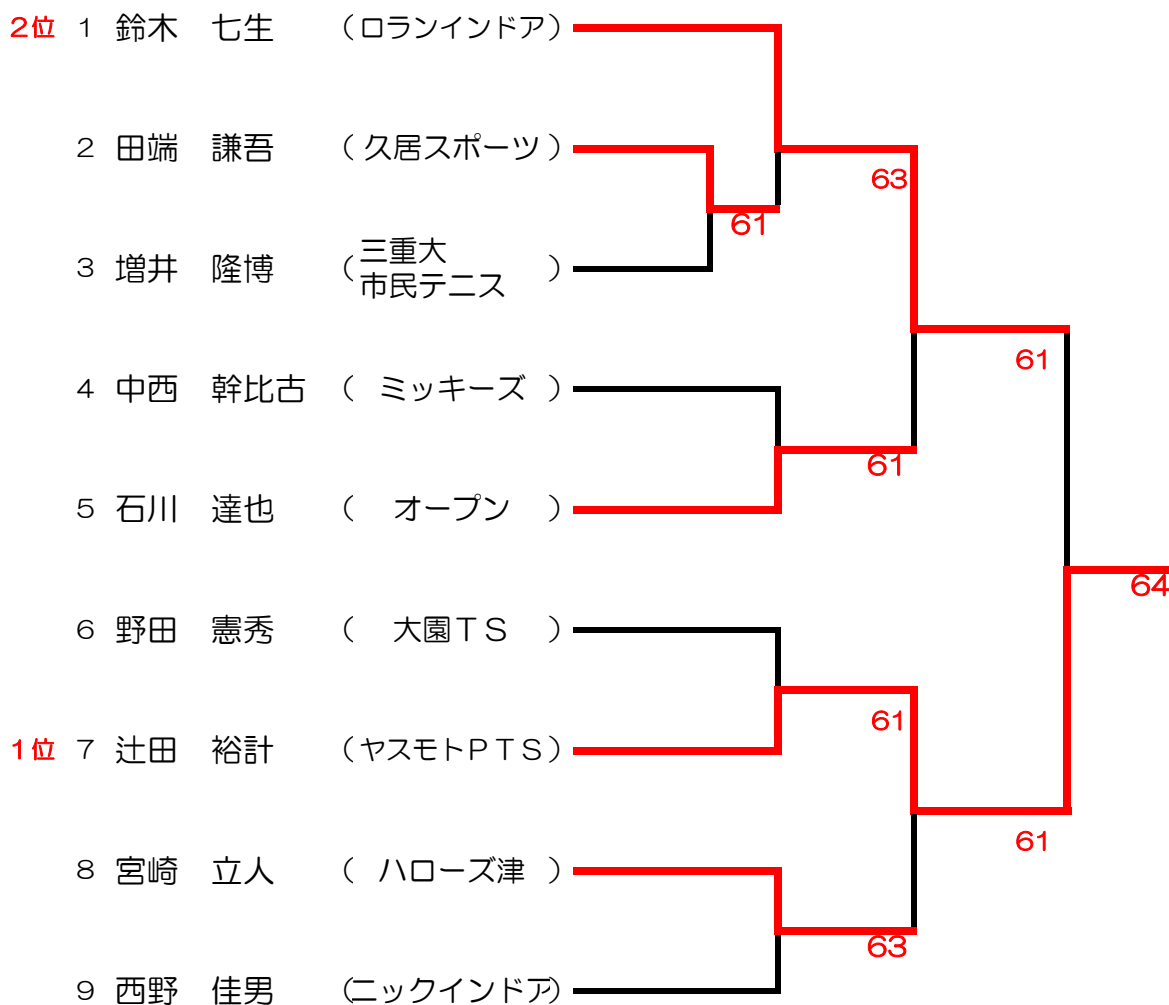 2位 1 鈴木 七生 (ロランインドア)
2 田端 謙吾 (久居スポーツ)
63
61
3 増井 隆博 (三重大
市民テニス)
61
4 中西 幹比古 (ミッキーズ)
61
5 石川 達也 (オープン)
64
6 野田 憲秀 (大園TS)
61
1位 7 辻田 裕計 (ヤスモトPTS)
61
8 宮崎 立人 (ハローズ津)
63
9 西野 佳男 (ニックインドア)